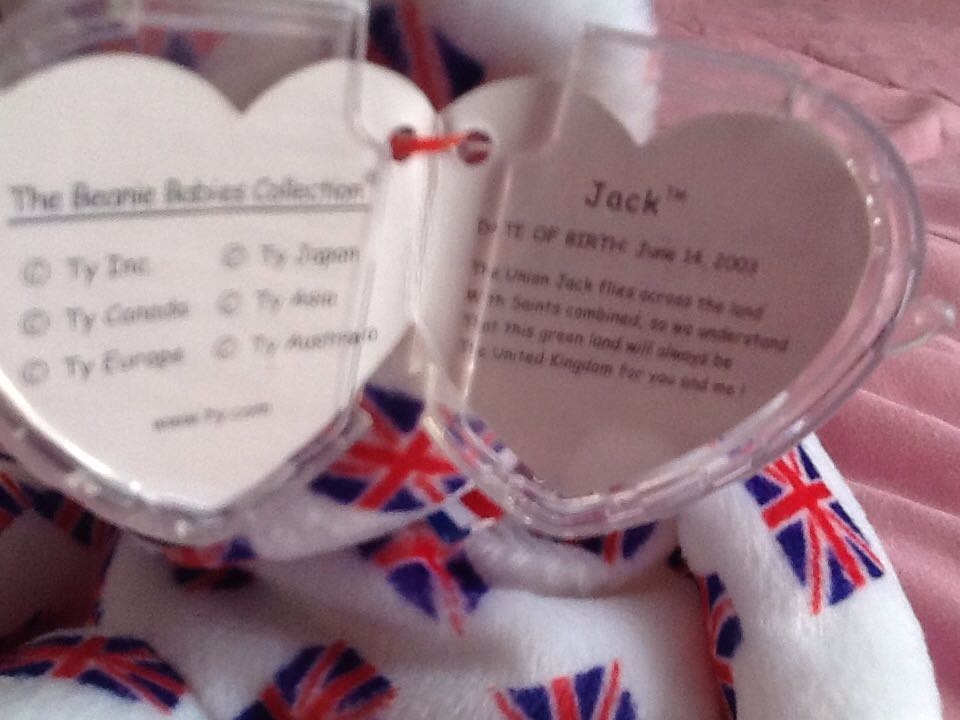 The Beanie Babies Collection®
© Ty Inc.
© Ty Japan
© Ty Canada
© Ty Asia
© Ty Europe
© Ty Australia
www.ty.com
Jack™
DATE OF BIRTH: June 14, 2003
The Union Jack flies across the land
With Saints combined, so we understand
That this green land will always be
The United Kingdom for you and me !